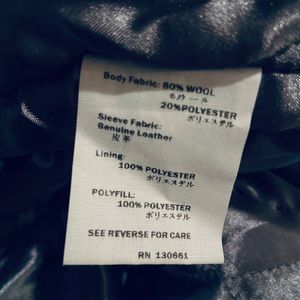 Body Fabric: 80% WOOL
毛ウール
20%POLYESTER
ポリエステル
Sleeve Fabric:
Genuine Leather
皮革
Lining:
100% POLYESTER
ポリエステル
POLYFILL:
100% POLYESTER
ポリエステル
SEE REVERSE FOR CARE
RN 130661